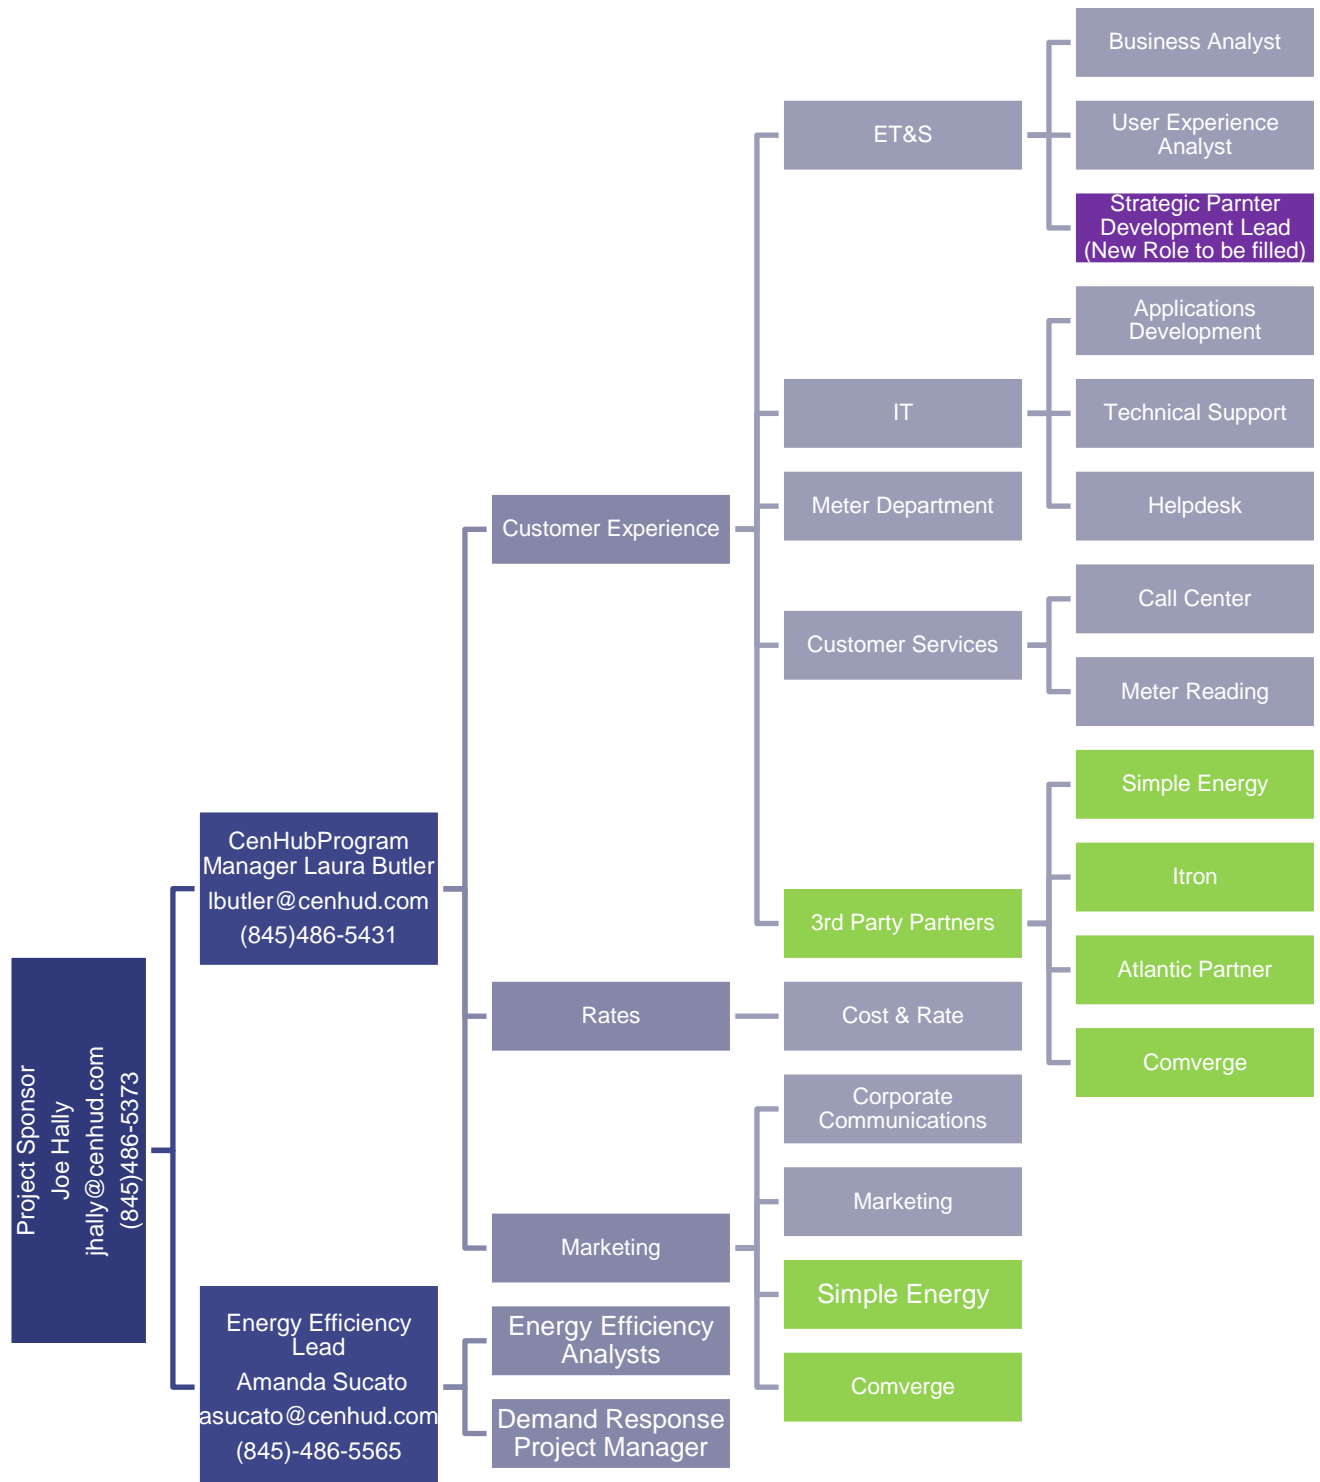 Project Sponsor
Joe Hally
jhally@cenhud.com
(845)486-5373
CenHubProgram
Manager Laura Butler
lbutler@cenhud.com
(845)486-5431
Customer Experience
ET&S
Business Analyst
User Experience
Analyst
Strategic Parnter
Development Lead
(New Role to be filled)
IT
Applications
Development
Technical Support
Helpdesk
Meter Department
Customer Services
Call Center
Meter Reading
3rd Party Partners
Simple Energy
Itron
Atlantic Partner
Comverge
Rates
Cost & Rate
Marketing
Corporate
Communications
Marketing
Simple Energy
Comverge
Energy Efficiency
Lead
Amanda Sucato
asucato@cenhud.com
(845)-486-5565
Energy Efficiency
Analysts
Demand Response
Project Manager